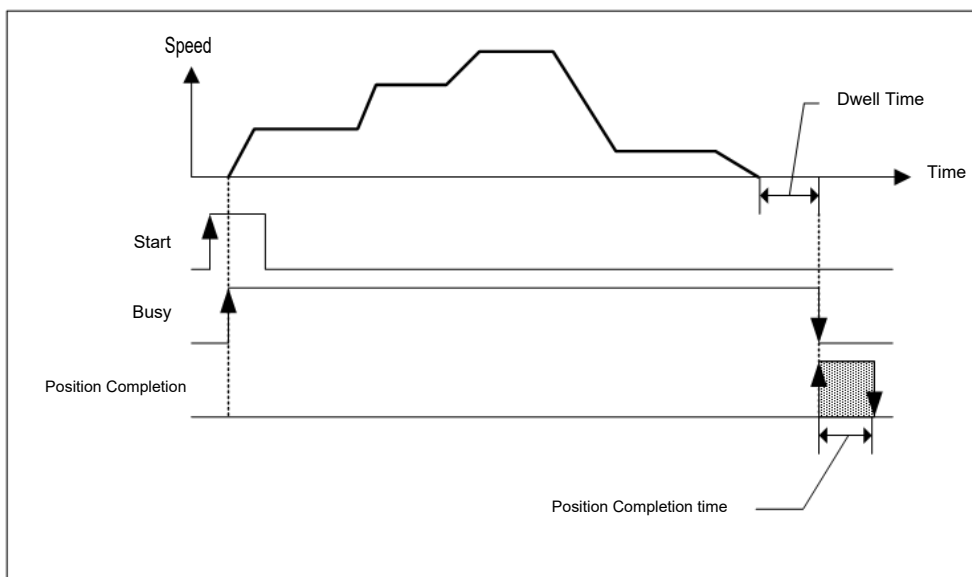 Speed
Dwell Time
Time
Start
Busy
Position Completion
Position Completion time